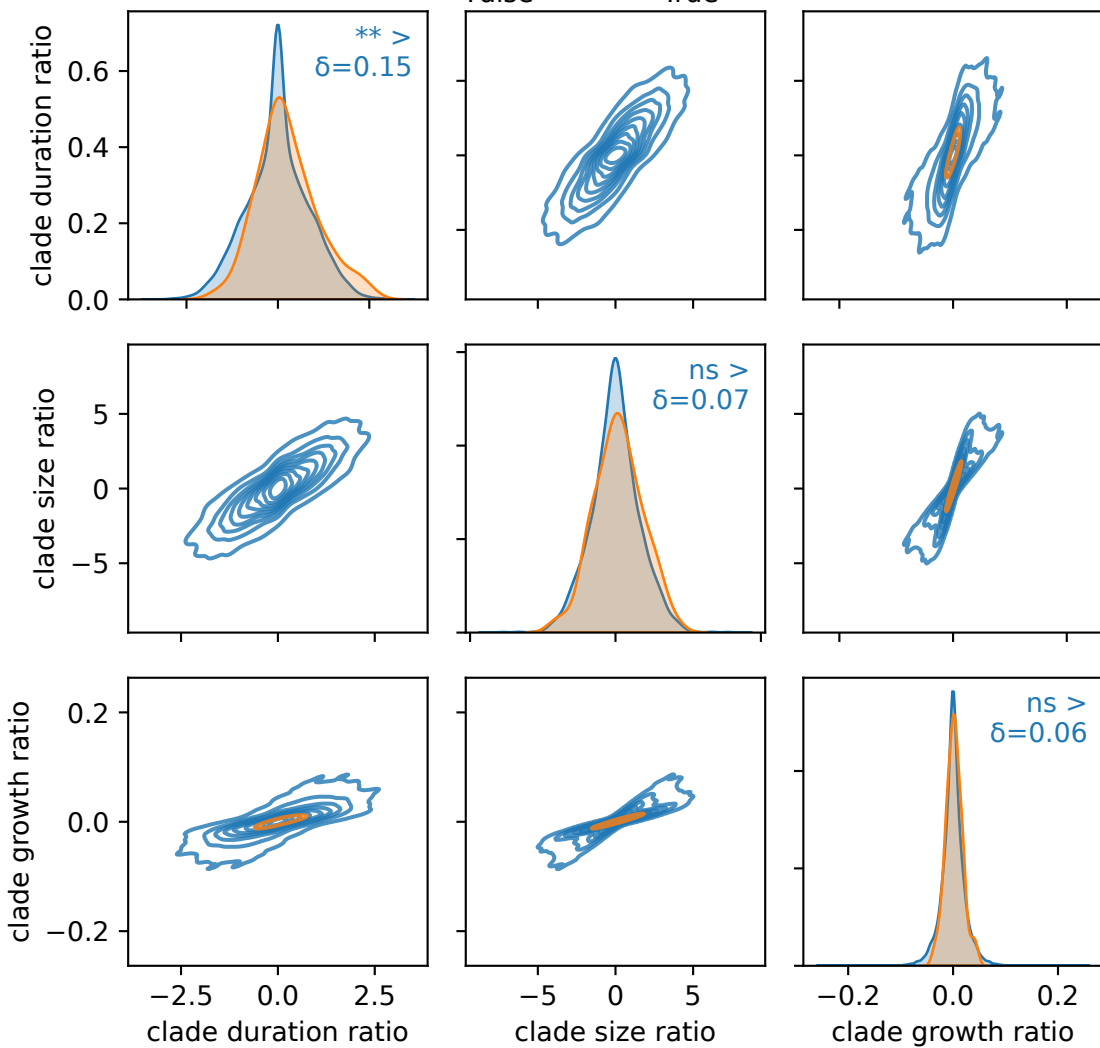 clade duration ratio
0.6
0.4
0.2
0.0
** >
δ=0.15
clade size ratio
5
0
−5
ns >
δ=0.07
clade growth ratio
0.2
0.0
−0.2
ns >
δ=0.06
−2.5 0.0 2.5
−5 0 5
−0.2 0.0 0.2
clade duration ratio
clade size ratio
clade growth ratio